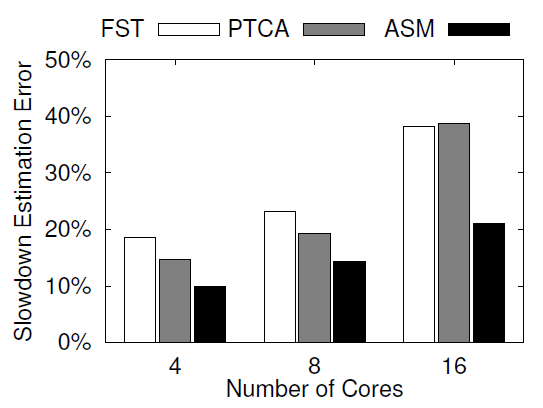 FST PTCA ASM
50%
40%
30%
20%
10%
0%
Slowdown Estimation Error
4 8 16
Number of Cores